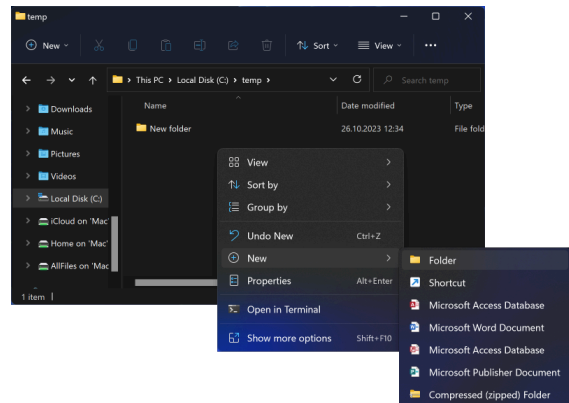 temp
New
Sort
View
This PC > Local Disk (C:) > temp >
Search temp
Name
Date modified
Type
Downloads
Music
Pictures
Videos
Local Disk (C:)
iCloud on 'Mac'
Home on 'Mac'
AllFiles on 'Mac
New folder
26.10.2023 12:34
File fold
1 item
View
Sort by
Group by
Undo New Ctrl+Z
New
Properties Alt+Enter
Open in Terminal
Show more options Shift+F10
Folder
Shortcut
Microsoft Access Database
Microsoft Word Document
Microsoft Access Database
Microsoft Publisher Document
Compressed (zipped) Folder